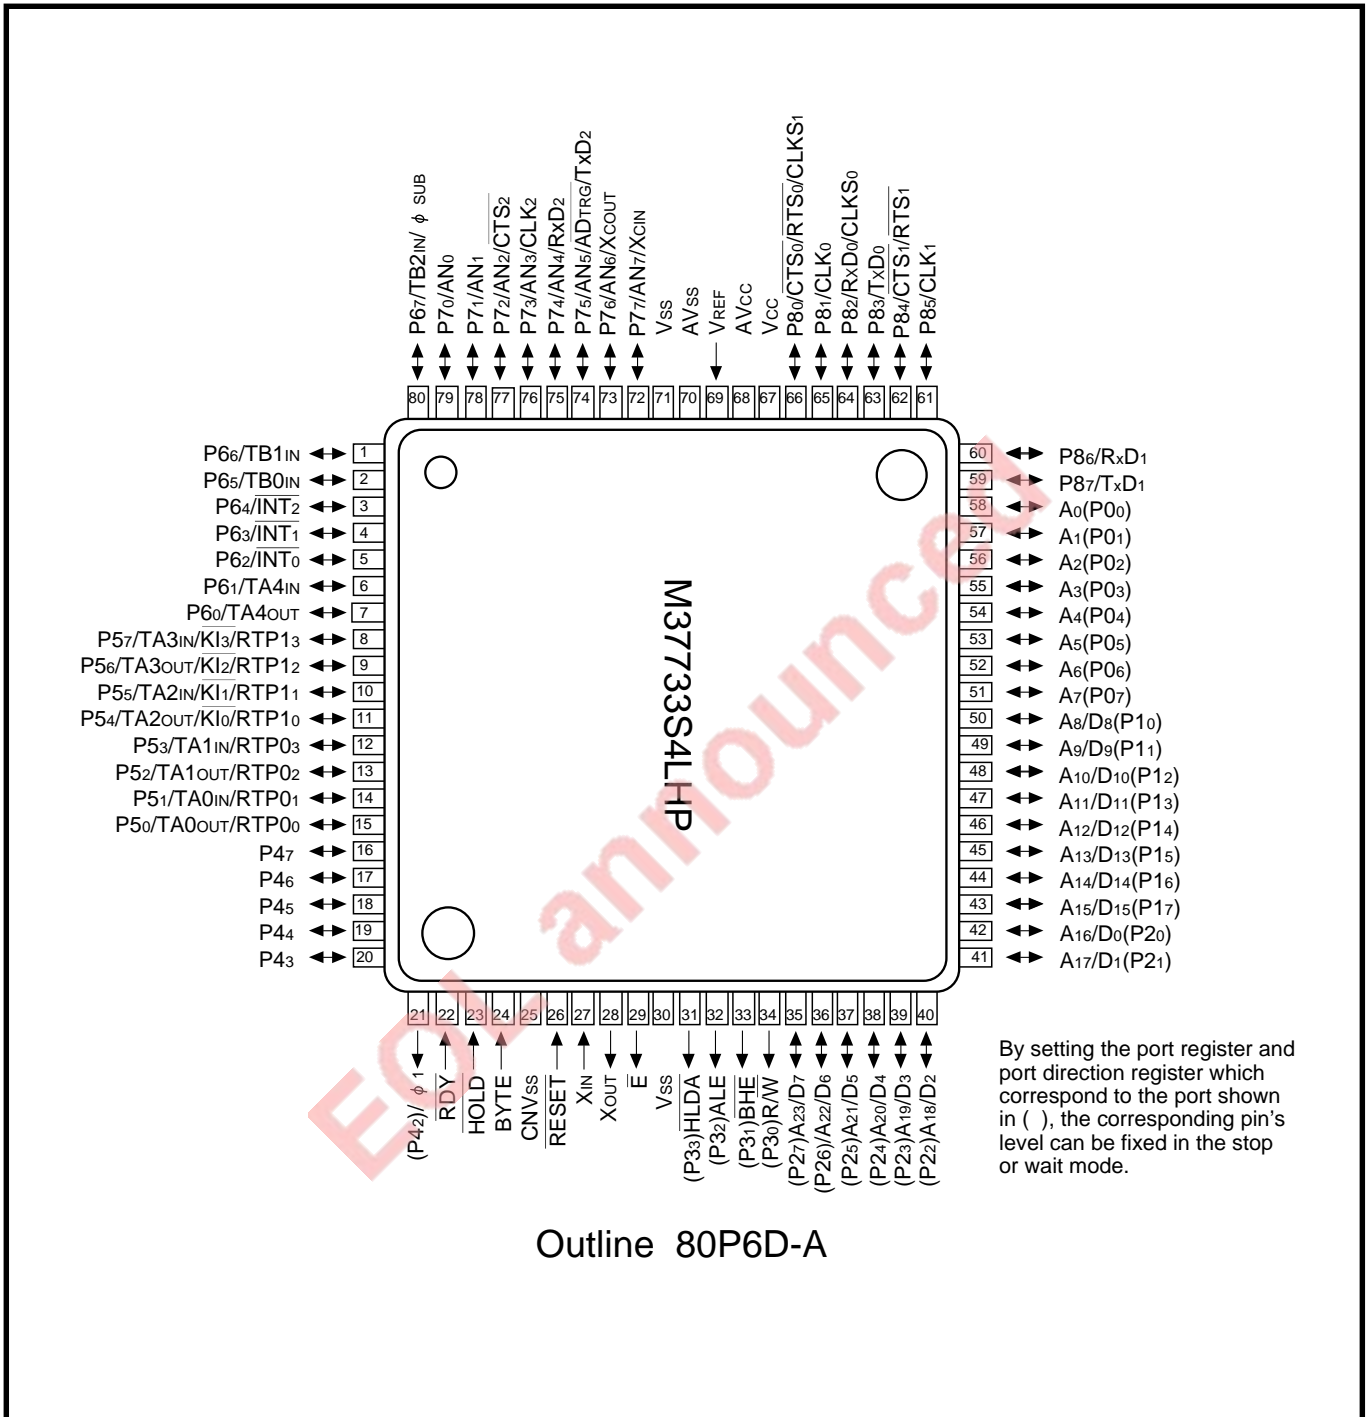 P67/TB2IN/ φ SUB
P70/AN0
P71/AN1
P72/AN2/CTS2
P73/AN3/CLK2
P74/AN4/RxD2
P75/AN5/ADTRG/TxD2
P76/AN6/XCOUT
P77/AN7/XCIN
VSS
AVSS
VREF
AVCC
VCC
P80/CTS0/RTS0/CLKS1
P81/CLK0
P82/RxD0/CLKS0
P83/TxD0
P84/CTS1/RTS1
P85/CLK1
80 79 78 77 76 75 74 73 72 71 70 69 68 67 66 65 64 63 62 61
P66/TB1IN 1
P65/TB0IN 2
P64/INT2 3
P63/INT1 4
P62/INT0 5
P61/TA4IN 6
P60/TA4OUT 7
P57/TA3IN/KI3/RTP13 8
P56/TA3OUT/KI2/RTP12 9
P55/TA2IN/KI1/RTP11 10
P54/TA2OUT/KI0/RTP10 11
P53/TA1IN/RTP03 12
P52/TA1OUT/RTP02 13
P51/TA0IN/RTP01 14
P50/TA0OUT/RTP00 15
P47 16
P46 17
P45 18
P44 19
P43 20
M37733S4LHP
EOL announced
60 P86/RxD1
59 P87/TxD1
58 A0(P00)
57 A1(P01)
56 A2(P02)
55 A3(P03)
54 A4(P04)
53 A5(P05)
52 A6(P06)
51 A7(P07)
50 A8/D8(P10)
49 A9/D9(P11)
48 A10/D10(P12)
47 A11/D11(P13)
46 A12/D12(P14)
45 A13/D13(P15)
44 A14/D14(P16)
43 A15/D15(P17)
42 A16/D0(P20)
41 A17/D1(P21)
21 22 23 24 25 26 27 28 29 30 31 32 33 34 35 36 37 38 39 40
(P42)/ φ 1
RDY
HOLD
BYTE
CNVSS
RESET
XIN
XOUT
E
VSS
(P33)HLDA
(P32)ALE
(P31)BHE
(P30)R/W
(P27)A23/D7
(P26)/A22/D6
(P25)A21/D5
(P24)A20/D4
(P23)A19/D3
(P22)A18/D2
By setting the port register and
port direction register which
correspond to the port shown
in ( ), the corresponding pin's
level can be fixed in the stop
or wait mode.
Outline 80P6D-A